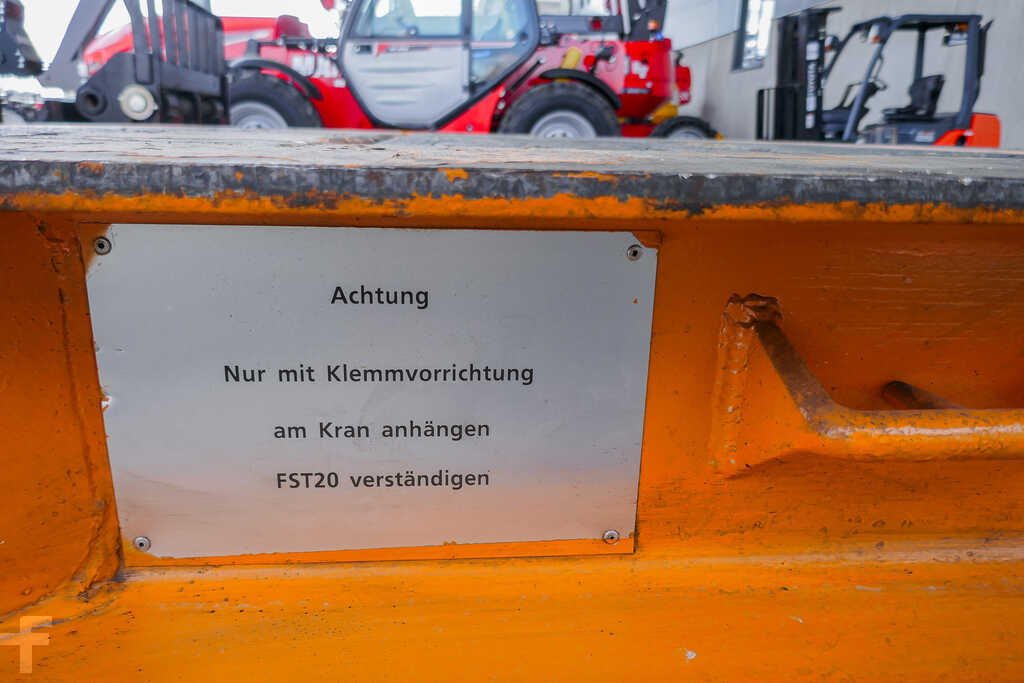 Achtung
Nur mit Klemmvorrichtung
am Kran anhängen
FST20 verständigen